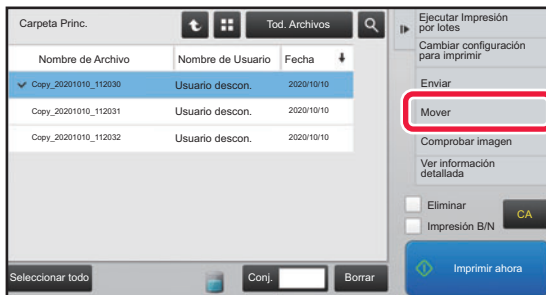 Carpeta Princ.
Tod. Archivos
Nombre de Archivo
Nombre de Usuario
Fecha
Copy_20201010_112030
Usuario descon.
2020/10/10
Copy_20201010_112031
Usuario descon.
2020/10/10
Copy_20201010_112032
Usuario descon.
2020/10/10
Seleccionar todo
Conj.
Borrar
Ejecutar Impresión
por lotes
Cambiar configuración
para imprimir
Enviar
Mover
Comprobar imagen
Ver información
detallada
Eliminar
Impresión B/N
CA
Imprimir ahora